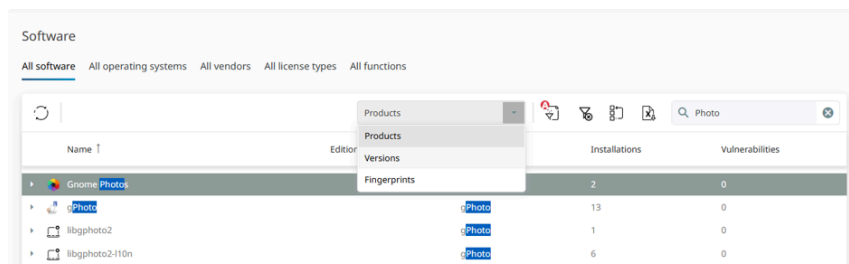 Software
All software All operating systems All vendors All license types All functions
Products Photo
Products
Versions
Fingerprints
Name ↑ Edition Installations Vulnerabilities
Gnome Photos 2 0
gPhoto gPhoto 13 0
libgphoto2 gPhoto 1 0
libgphoto2-l10n gPhoto 6 0